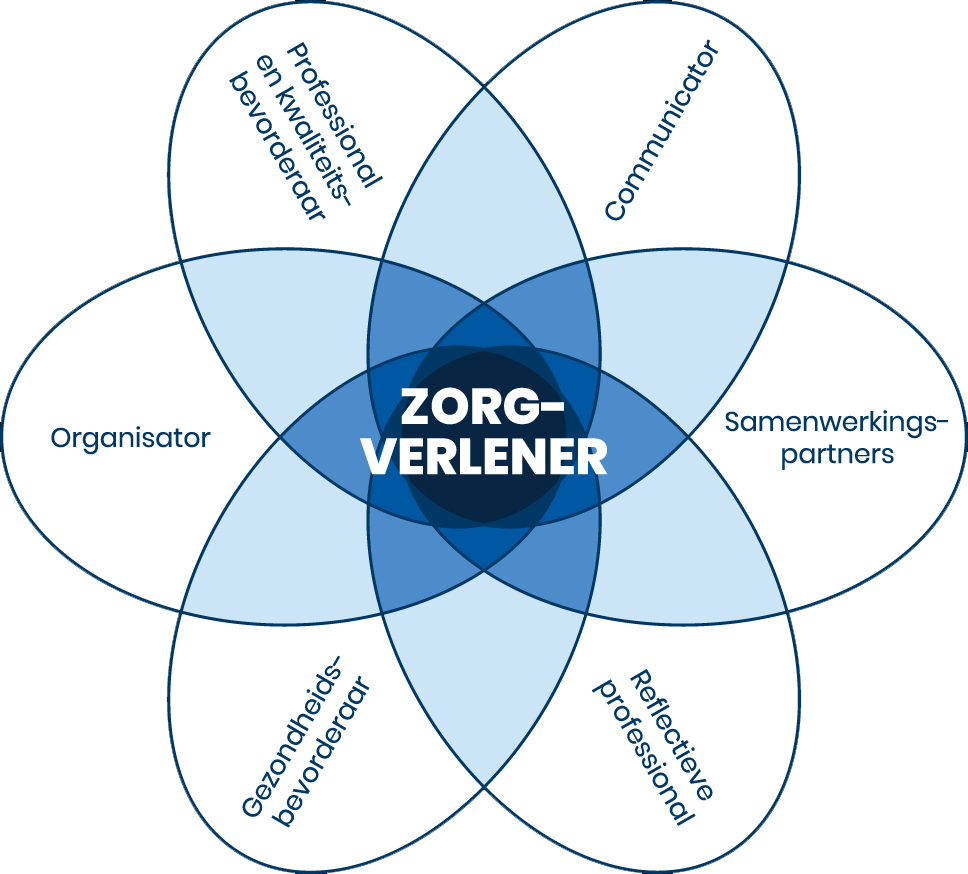 Professional
en kwaliteits-
bevorderaar
Communicator
Organisator
ZORG-
VERLENER
Samenwerkings-
partners
Gezondheids-
bevorderaar
Reflectieve
professional